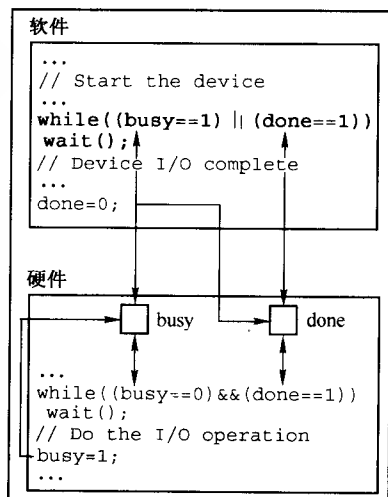 软件
...
// Start the device
...
while((busy==1) || (done==1))
wait();
// Device I/O complete
...
done=0;
硬件
busy
done
...
while((busy==0)&&(done==1))
wait();
// Do the I/O operation
busy=1;
...